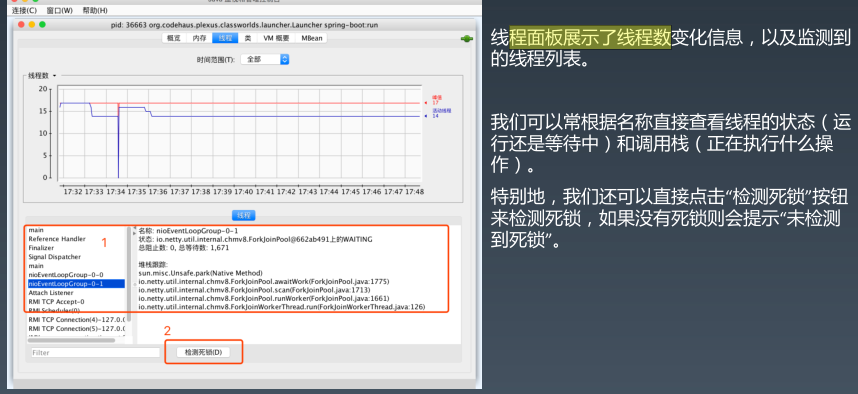 连接(C) 窗口(W) 帮助(H)
pid: 36663 org.codehaus.plexus.classworlds.launcher.Launcher spring-boot:run
概览 内存 线程 类 VM 概要 MBean
时间范围(T): 全部
线程数
20
15
10
5
0
峰值
17
活动线程
14
17:32 17:33 17:34 17:35 17:36 17:37 17:38 17:39 17:40 17:41 17:42 17:43 17:44 17:45 17:46 17:47 17:48
线程
main
Reference Handler
Finalizer
Signal Dispatcher
main
nioEventLoopGroup-0-0
nioEventLoopGroup-0-1
Attach Listener
RMI TCP Accept-0
RMI Scheduler(0)
RMI TCP Connection(4)-127.0.0
RMI TCP Connection(5)-127.0.0
1
名称: nioEventLoopGroup-0-1
状态: io.netty.util.internal.chmv8.ForkJoinPool@662ab491上的WAITING
总阻止数: 0, 总等待数: 1,671
堆栈跟踪:
sun.misc.Unsafe.park(Native Method)
io.netty.util.internal.chmv8.ForkJoinPool.awaitWork(ForkJoinPool.java:1775)
io.netty.util.internal.chmv8.ForkJoinPool.scan(ForkJoinPool.java:1713)
io.netty.util.internal.chmv8.ForkJoinPool.runWorker(ForkJoinPool.java:1661)
io.netty.util.internal.chmv8.ForkJoinWorkerThread.run(ForkJoinWorkerThread.java:126)
2
Filter
检测死锁(D)
线程面板展示了线程数变化信息，以及监测到
的线程列表。
我们可以常根据名称直接查看线程的状态（运
行还是等待中）和调用栈（正在执行什么操
作）。
特别地，我们还可以直接点击“检测死锁”按钮
来检测死锁，如果没有死锁则会提示“未检测
到死锁”。